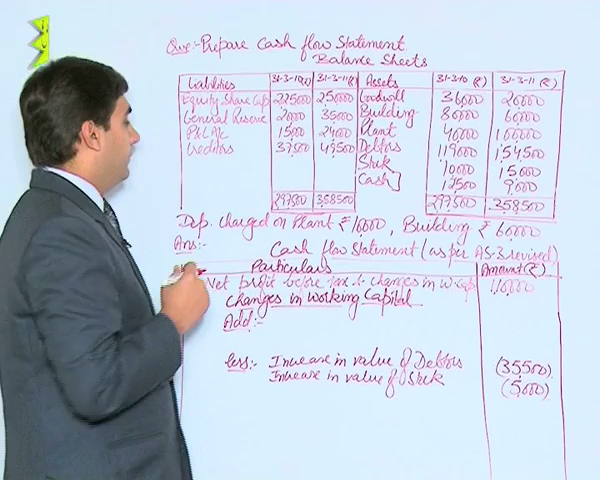 Que:- Prepare Cash flow Statement.
Balance Sheets
Liabilities 31-3-10(₹) 31-3-11(₹) Assets 31-3-10 (₹) 31-3-11 (₹)
Equity Share Cap 225000 250000 Goodwill 36000 20000
General Reserve 20000 35000 Building 80000 60000
P&L A/c 15000 24000 Plant 40000 100000
Creditors 37500 49500 Debtors 119000 154500
Stock 10000 15000
Cash 12500 9000
297500 358500 297500 358500
Dep. Charged on Plant ₹ 10000, Building ₹ 60000
Ans:-
Cash flow Statement (as per AS-3 revised)
Particulars Amount (₹)
Net profit before tax & changes in W. Cap 110000
Changes in Working Capital
Add:-
Less:- Increase in value of Debtors (35500)
Increase in value of Stock (5000)